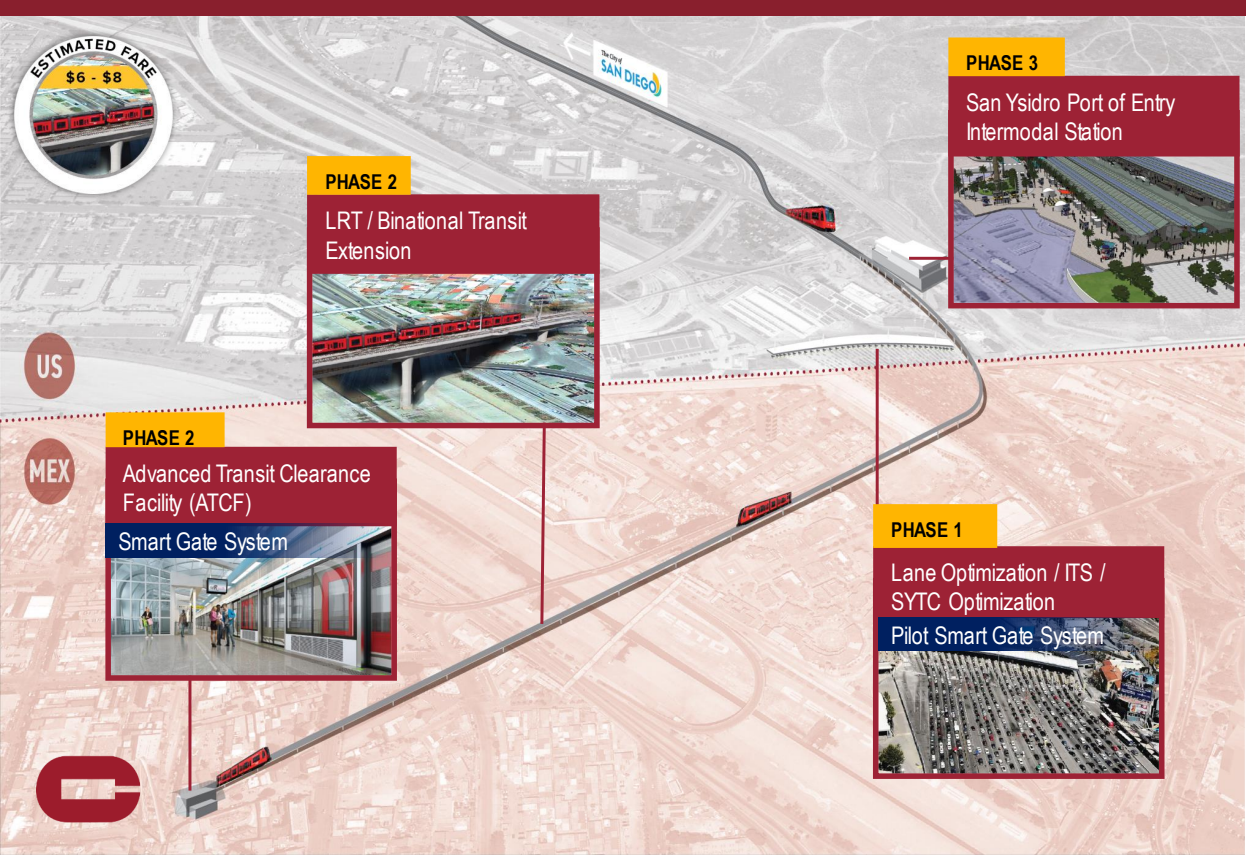 ESTIMATED FARE
$6 - $8
The City of
SAN DIEGO
PHASE 3
San Ysidro Port of Entry
Intermodal Station
PHASE 2
LRT / Binational Transit
Extension
US
MEX
PHASE 2
Advanced Transit Clearance
Facility (ATCF)
Smart Gate System
PHASE 1
Lane Optimization / ITS /
SYTC Optimization
Pilot Smart Gate System